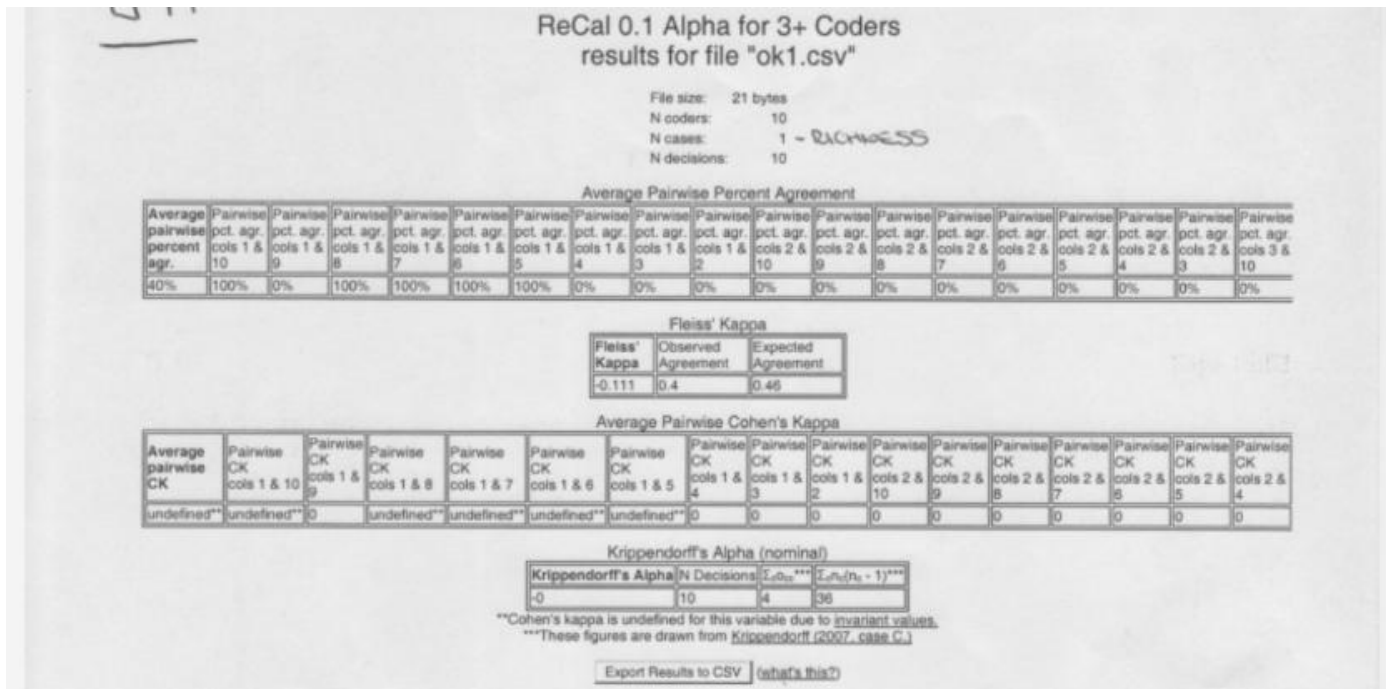 ReCal 0.1 Alpha for 3+ Coders
results for file "ok1.csv"
File size: 21 bytes
N coders: 10
N cases: 1 - RICHNESS
N decisions: 10
Average Pairwise Percent Agreement
Average pairwise percent agr. Pairwise pct. agr. cols 1 & 10 Pairwise pct. agr. cols 1 & 9 Pairwise pct. agr. cols 1 & 8 Pairwise pct. agr. cols 1 & 7 Pairwise pct. agr. cols 1 & 6 Pairwise pct. agr. cols 1 & 5 Pairwise pct. agr. cols 1 & 4 Pairwise pct. agr. cols 1 & 3 Pairwise pct. agr. cols 1 & 2 Pairwise pct. agr. cols 2 & 10 Pairwise pct. agr. cols 2 & 9 Pairwise pct. agr. cols 2 & 8 Pairwise pct. agr. cols 2 & 7 Pairwise pct. agr. cols 2 & 6 Pairwise pct. agr. cols 2 & 5 Pairwise pct. agr. cols 2 & 4 Pairwise pct. agr. cols 2 & 3 Pairwise pct. agr. cols 3 & 10
40% 100% 0% 100% 100% 100% 100% 0% 0% 0% 0% 0% 0% 0% 0% 0% 0% 0% 0%
Fleiss' Kappa
Fleiss' Kappa Observed Agreement Expected Agreement
-0.111 0.4 0.46
Average Pairwise Cohen's Kappa
Average pairwise CK Pairwise CK cols 1 & 10 Pairwise CK cols 1 & 9 Pairwise CK cols 1 & 8 Pairwise CK cols 1 & 7 Pairwise CK cols 1 & 6 Pairwise CK cols 1 & 5 Pairwise CK cols 1 & 4 Pairwise CK cols 1 & 3 Pairwise CK cols 1 & 2 Pairwise CK cols 2 & 10 Pairwise CK cols 2 & 9 Pairwise CK cols 2 & 8 Pairwise CK cols 2 & 7 Pairwise CK cols 2 & 6 Pairwise CK cols 2 & 5 Pairwise CK cols 2 & 4
undefined** undefined** 0 undefined** undefined** undefined** undefined** 0 0 0 0 0 0 0 0 0 0
Krippendorff's Alpha (nominal)
Krippendorff's Alpha N Decisions Σcocc*** Σcnc(nc - 1)***
-0 10 4 36
**Cohen's kappa is undefined for this variable due to invariant values.
***These figures are drawn from Krippendorff (2007, case C.)
Export Results to CSV (what's this?)